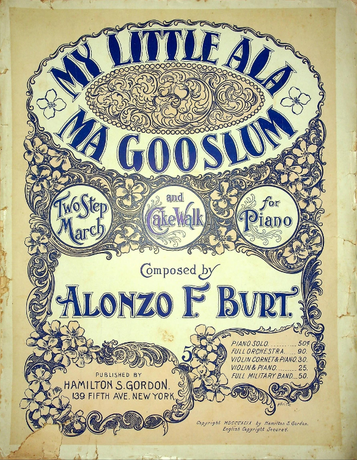 MY LITTLE ALA
MA GOOSLUM
Two Step March
and Cake Walk
for Piano
Composed by
ALONZO F BURT.
5
PIANO SOLO......50¢
FULL ORCHESTRA....90.
VIOLIN CORNET & PIANO.30.
VIOLIN & PIANO......25.
FULL MILITARY BAND...50.
PUBLISHED BY
HAMILTON S. GORDON.
139 FIFTH AVE. NEW YORK
Copyright MDCCCXCIX by Hamilton S. Gordon.
English Copyright Secured.